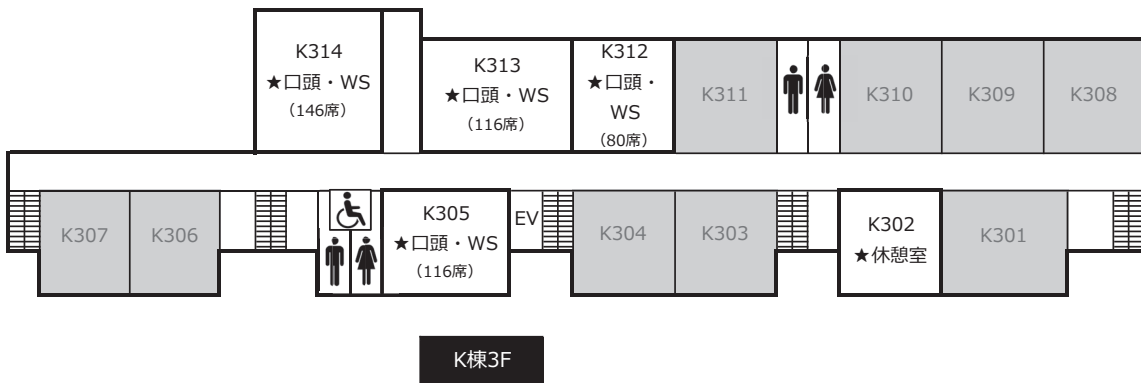 K314
★口頭・WS
（146席）
K313
★口頭・WS
（116席）
K312
★口頭・
WS
（80席）
K311
K310
K309
K308
K307
K306
K305
★口頭・WS
（116席）
EV
K304
K303
K302
★休憩室
K301
K棟3F